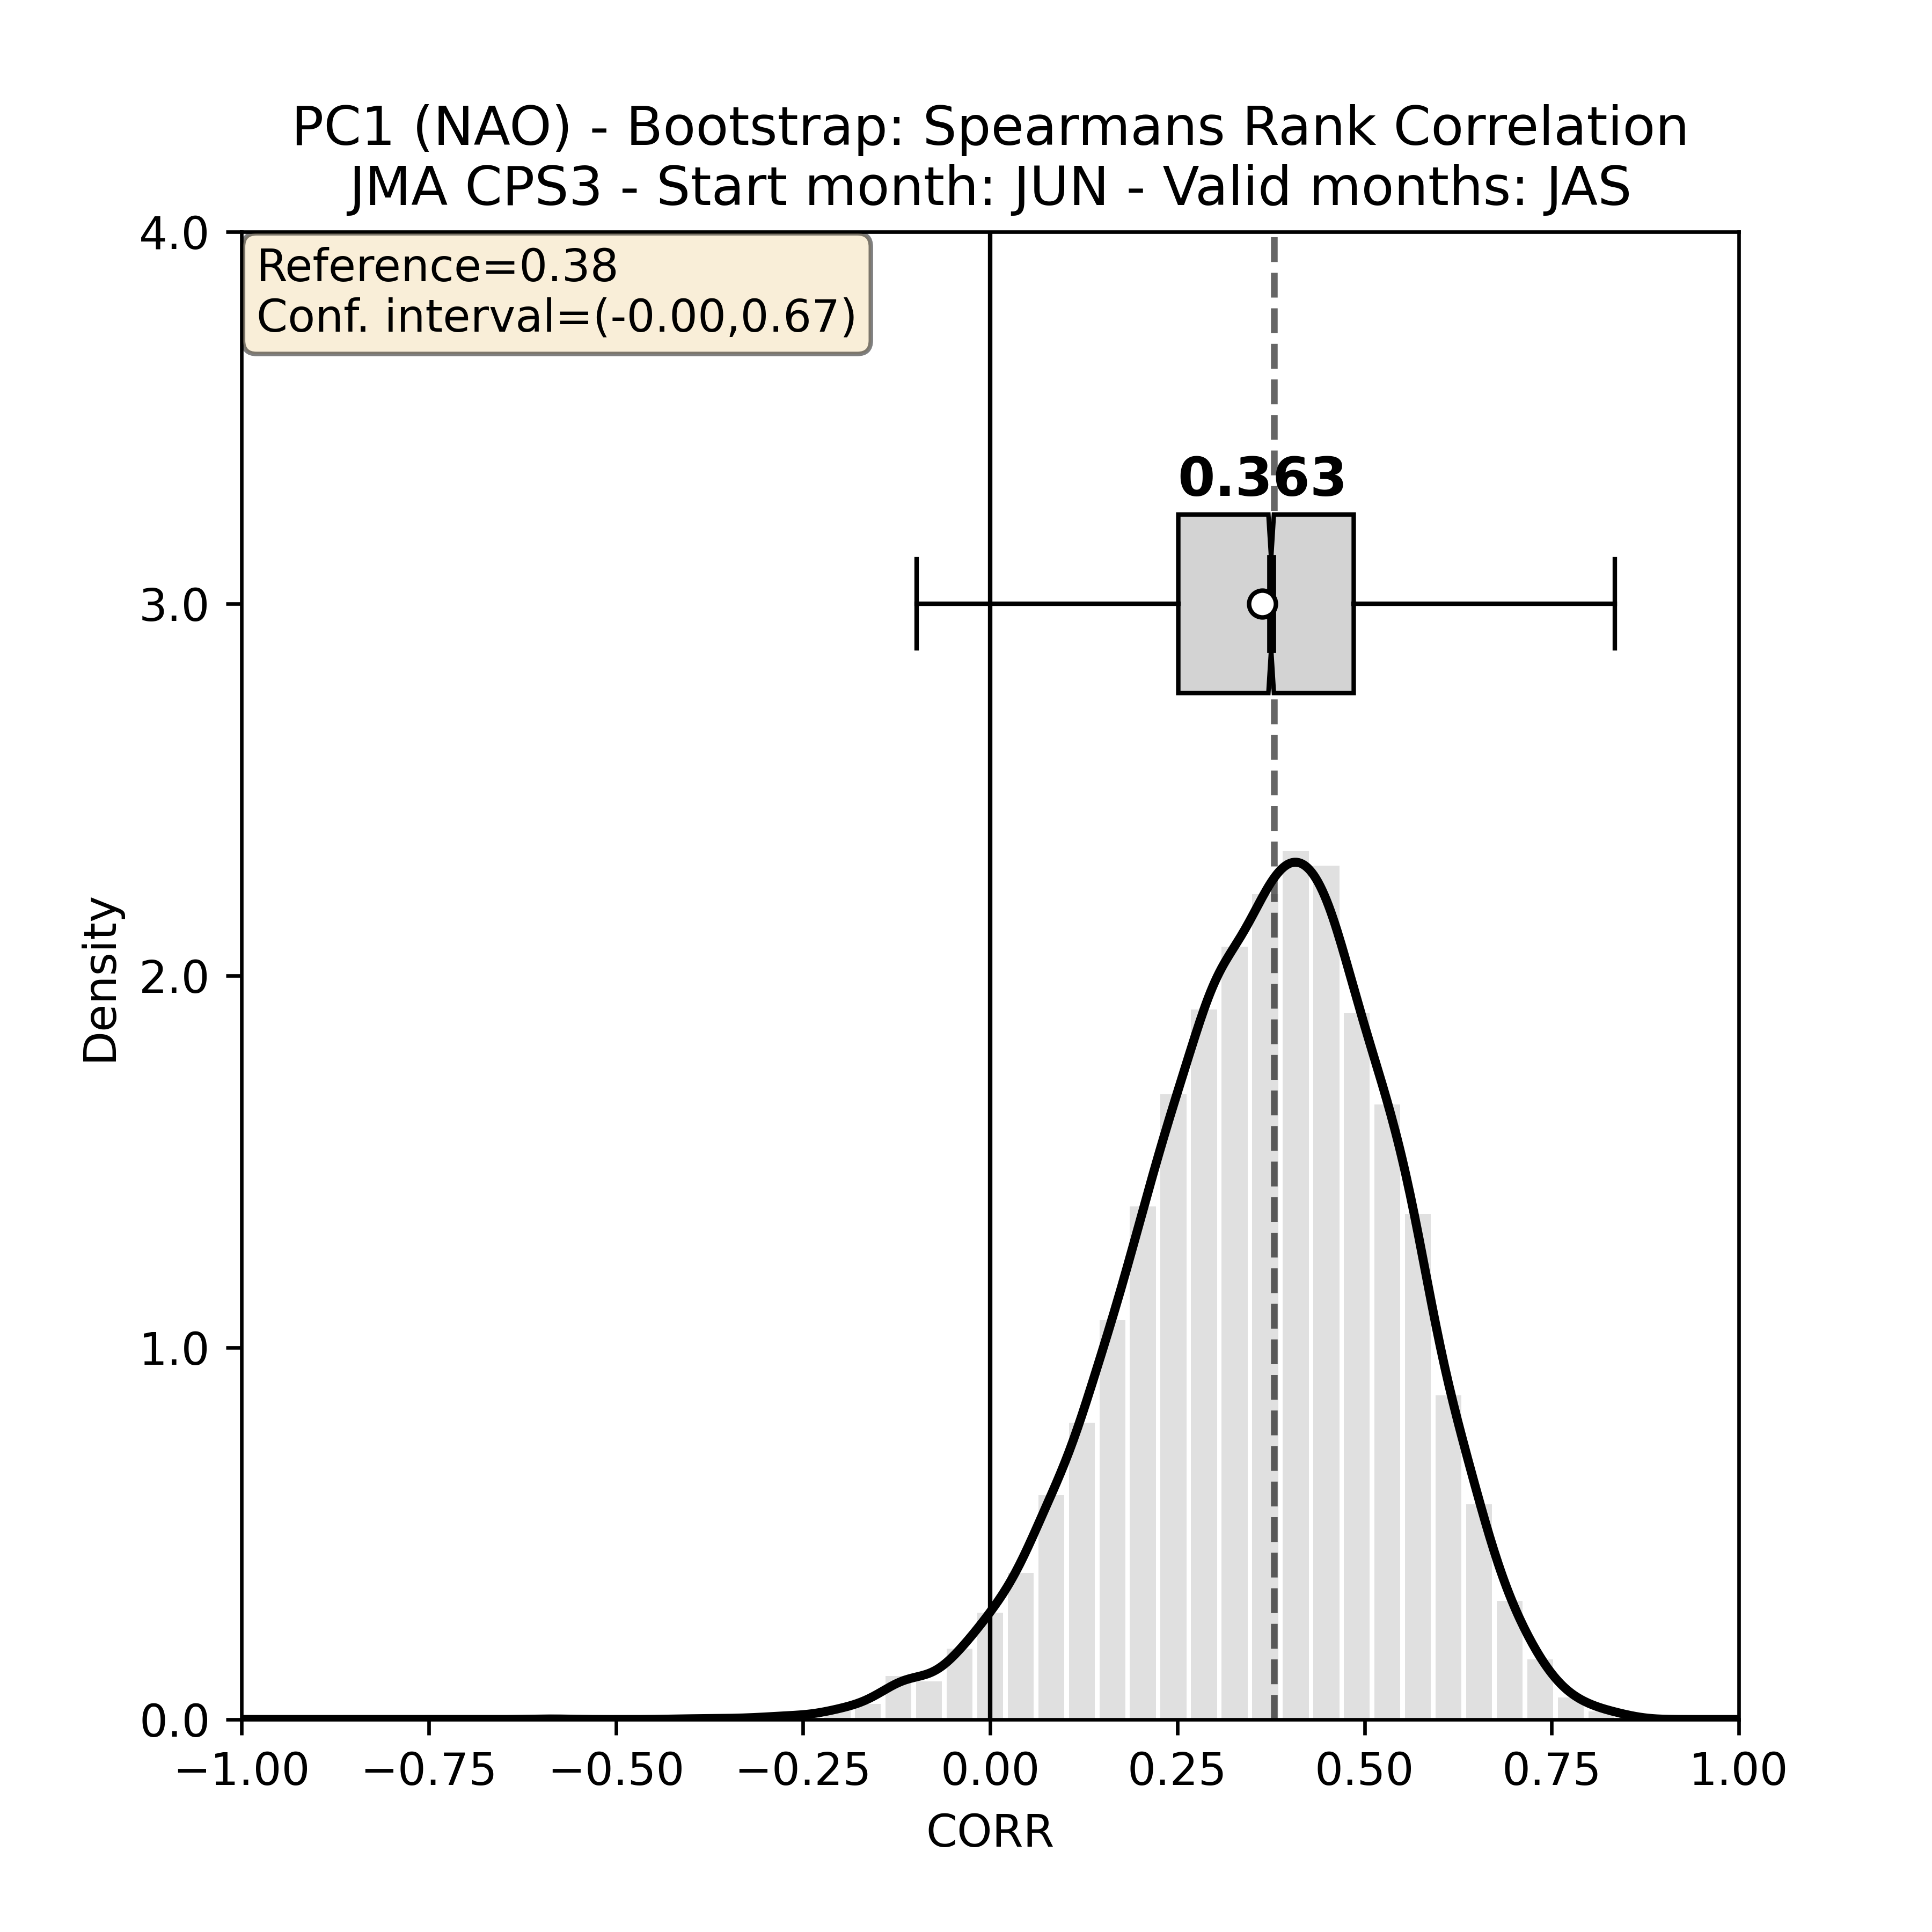 PC1 (NAO) - Bootstrap: Spearmans Rank Correlation
JMA CPS3 - Start month: JUN - Valid months: JAS
Reference=0.38
Conf. interval=(-0.00,0.67)
0.363
4.0
3.0
2.0
1.0
0.0
Density
−1.00 −0.75 −0.50 −0.25 0.00 0.25 0.50 0.75 1.00
CORR